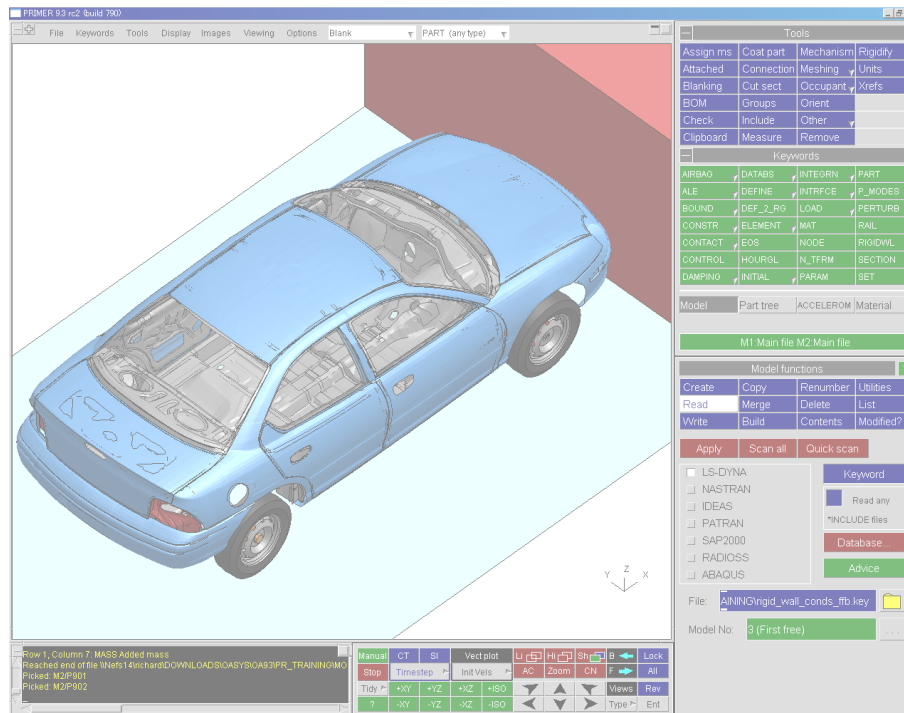 PRIMER 9.3 rc2 (build 790)
File Keywords Tools Display Images Viewing Options Blank PART (any type)
Tools
Assign ms Coat part Mechanism Rigidify
Attached Connection Meshing Units
Blanking Cut sect Occupant Xrefs
BOM Groups Orient
Check Include Other
Clipboard Measure Remove
Keywords
AIRBAG DATABS INTEGRN PART
ALE DEFINE INTRFCE P_MODES
BOUND DEF_2_RG LOAD PERTURB
CONSTR ELEMENT MAT RAIL
CONTACT EOS NODE RIGIDWL
CONTROL HOURGL N_TFRM SECTION
DAMPING INITIAL PARAM SET
Model Part tree ACCELEROM Material
M1:Main file M2:Main file
Model functions
Create Copy Renumber Utilities
Read Merge Delete List
Write Build Contents Modified?
Apply Scan all Quick scan
LS-DYNA Keyword
NASTRAN Read any
IDEAS *INCLUDE files
PATRAN
SAP2000 Database...
RADIOSS Advice
ABAQUS
File: AINING\rigid_wall_conds_ffb.key
Model No: 3 (First free) ...
Z
Y X
Row 1, Column 7: MASS Added mass
Reached end of file \\Nefs14\richard\DOWNLOADS\OASYS\OA93\PR_TRAINING\MO
Picked: M2/P901
Picked: M2/P902
Manual CT SI Vect plot Li Hi Sh B Lock
Stop Timestep Init Vels AC Zoom CN F All
Tidy +XY +YZ +XZ +ISO Views Rev
? -XY -YZ -XZ -ISO Type Ent